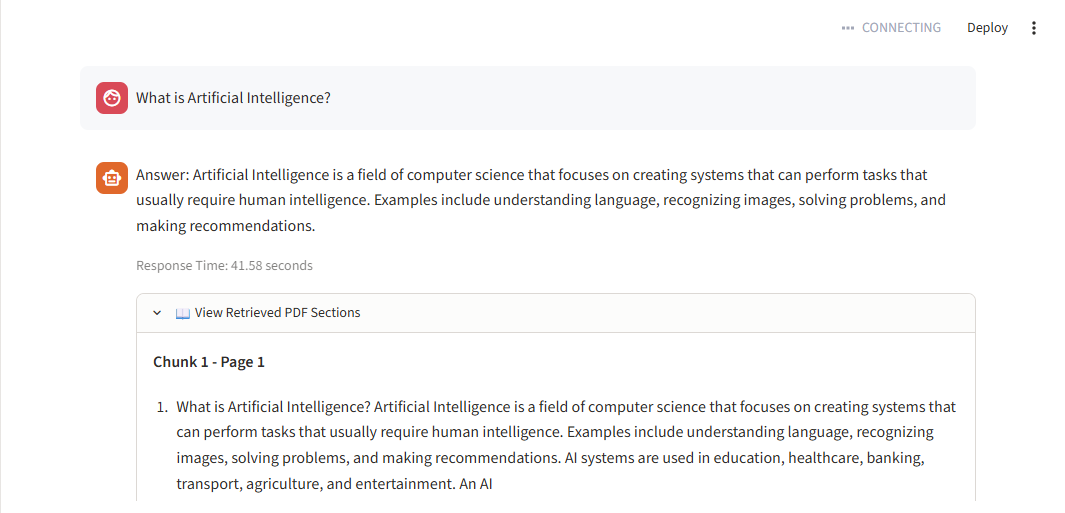 CONNECTING Deploy
What is Artificial Intelligence?
Answer: Artificial Intelligence is a field of computer science that focuses on creating systems that can perform tasks that
usually require human intelligence. Examples include understanding language, recognizing images, solving problems, and
making recommendations.
Response Time: 41.58 seconds
View Retrieved PDF Sections
Chunk 1 - Page 1
1. What is Artificial Intelligence? Artificial Intelligence is a field of computer science that focuses on creating systems that
can perform tasks that usually require human intelligence. Examples include understanding language, recognizing
images, solving problems, and making recommendations. AI systems are used in education, healthcare, banking,
transport, agriculture, and entertainment. An AI